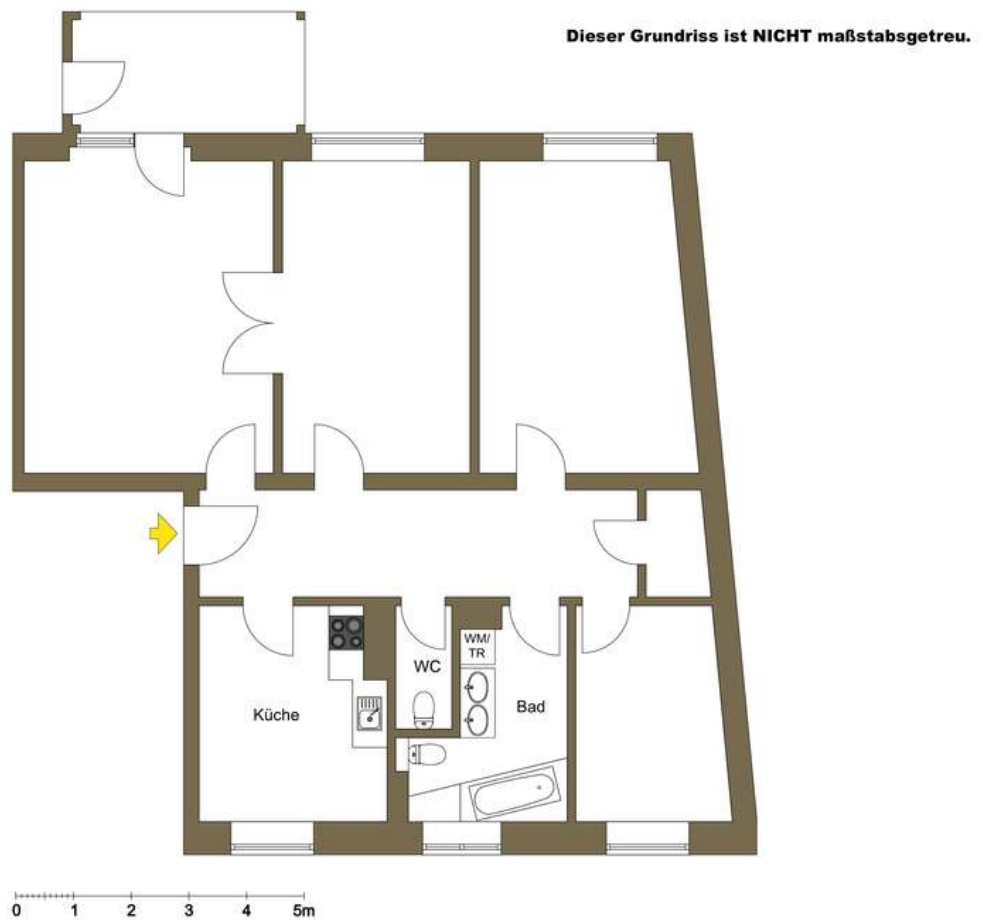 Dieser Grundriss ist NICHT maßstabsgetreu.
WM/
TR
WC
Küche
Bad
0 1 2 3 4 5m